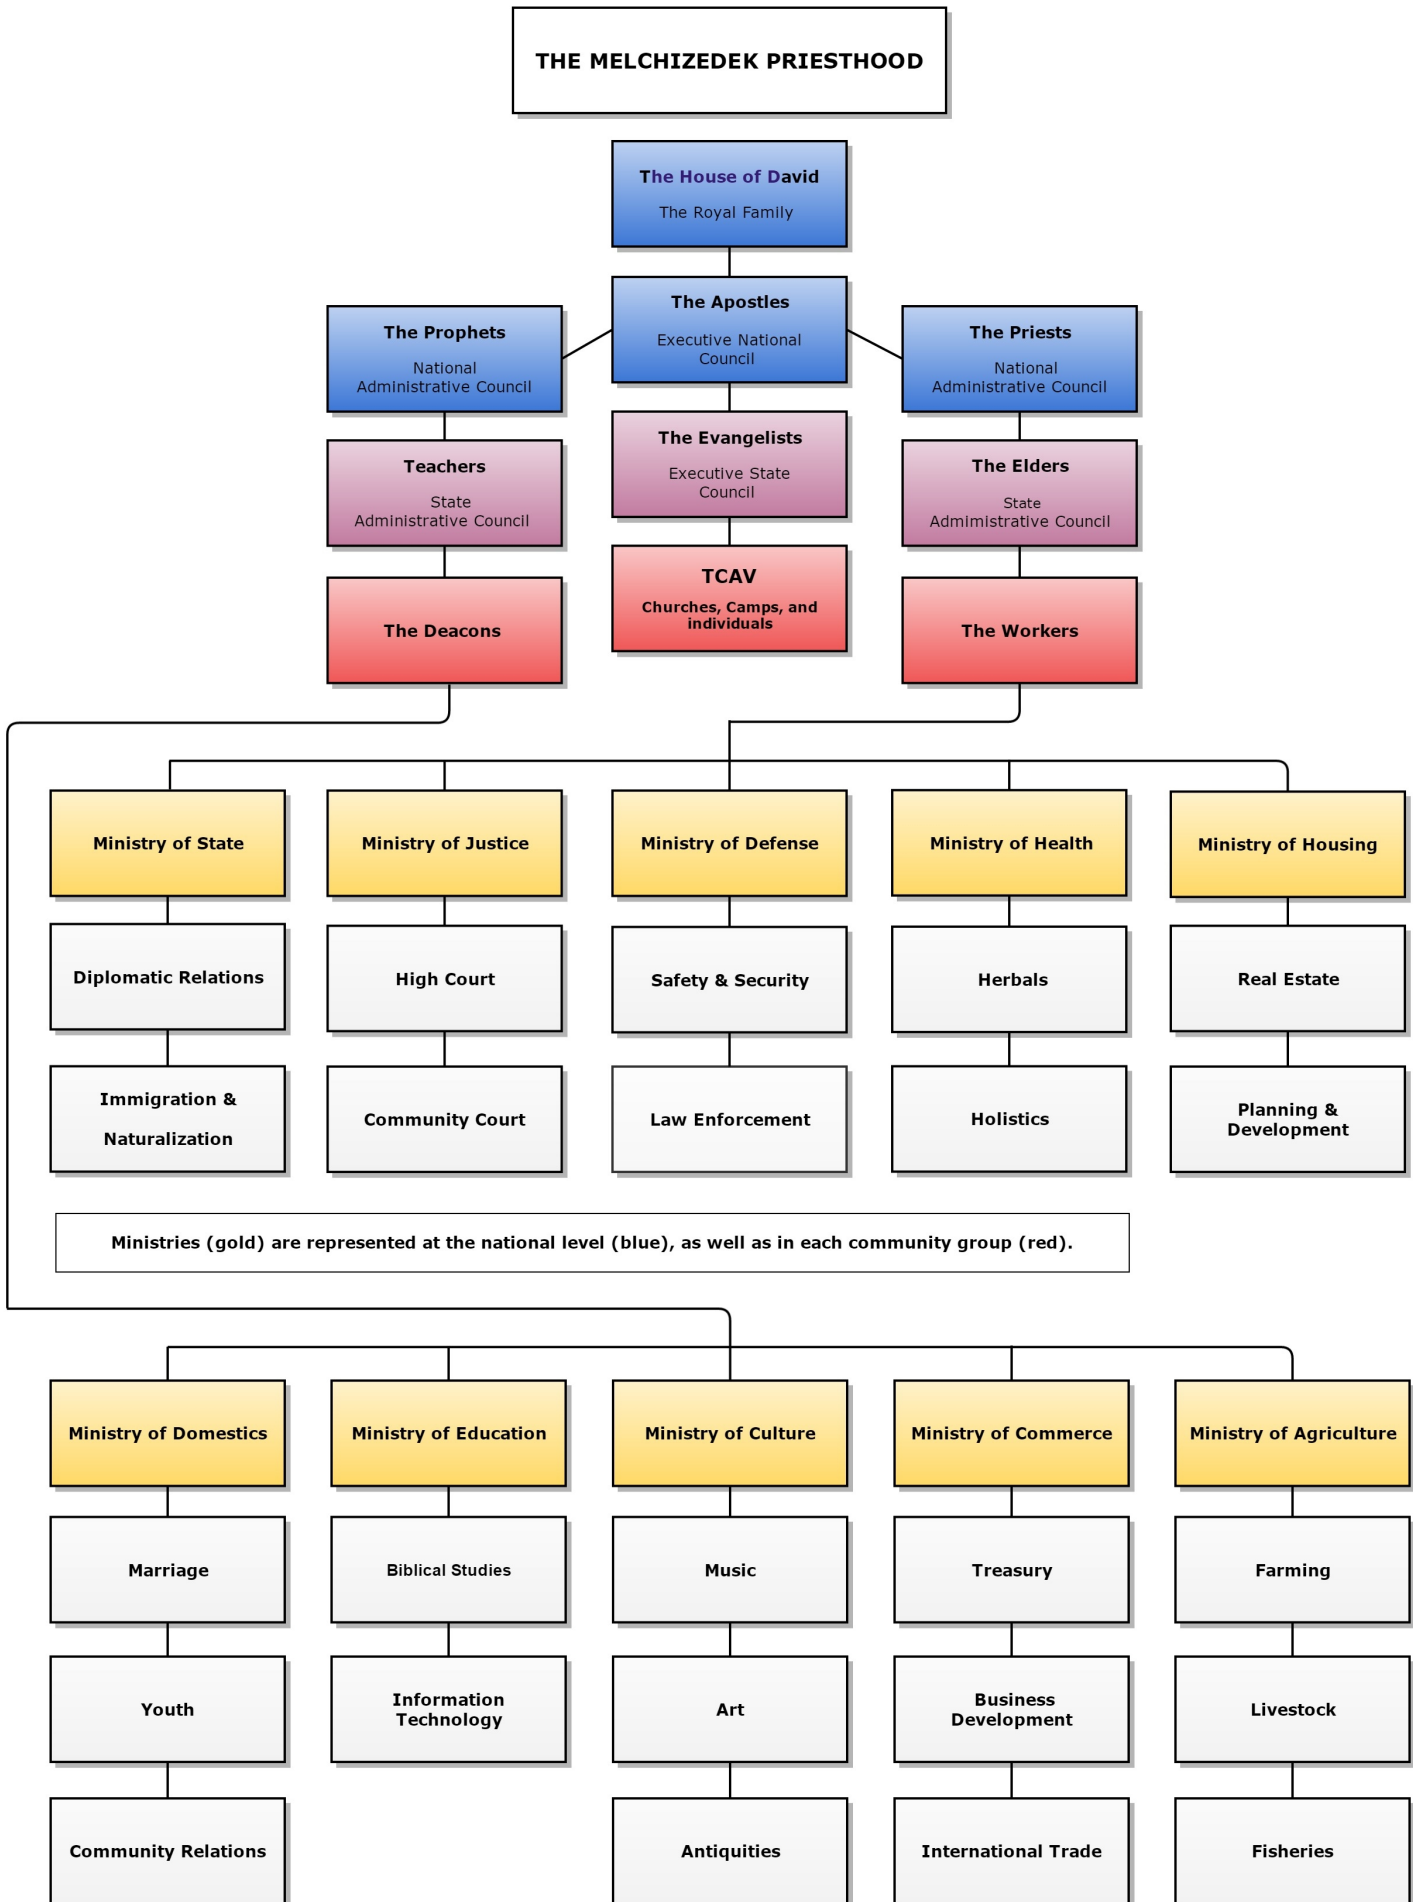 THE MELCHIZEDEK PRIESTHOOD
The House of David
The Royal Family
The Apostles
Executive National
Council
The Prophets
National
Administrative Council
The Priests
National
Administrative Council
The Evangelists
Executive State
Council
Teachers
State
Administrative Council
The Elders
State
Admimistrative Council
TCAV
Churches, Camps, and
individuals
The Deacons
The Workers
Ministry of State
Ministry of Justice
Ministry of Defense
Ministry of Health
Ministry of Housing
Diplomatic Relations
High Court
Safety & Security
Herbals
Real Estate
Immigration &
Naturalization
Community Court
Law Enforcement
Holistics
Planning &
Development
Ministries (gold) are represented at the national level (blue), as well as in each community group (red).
Ministry of Domestics
Ministry of Education
Ministry of Culture
Ministry of Commerce
Ministry of Agriculture
Marriage
Biblical Studies
Music
Treasury
Farming
Youth
Information
Technology
Art
Business
Development
Livestock
Community Relations
Antiquities
International Trade
Fisheries